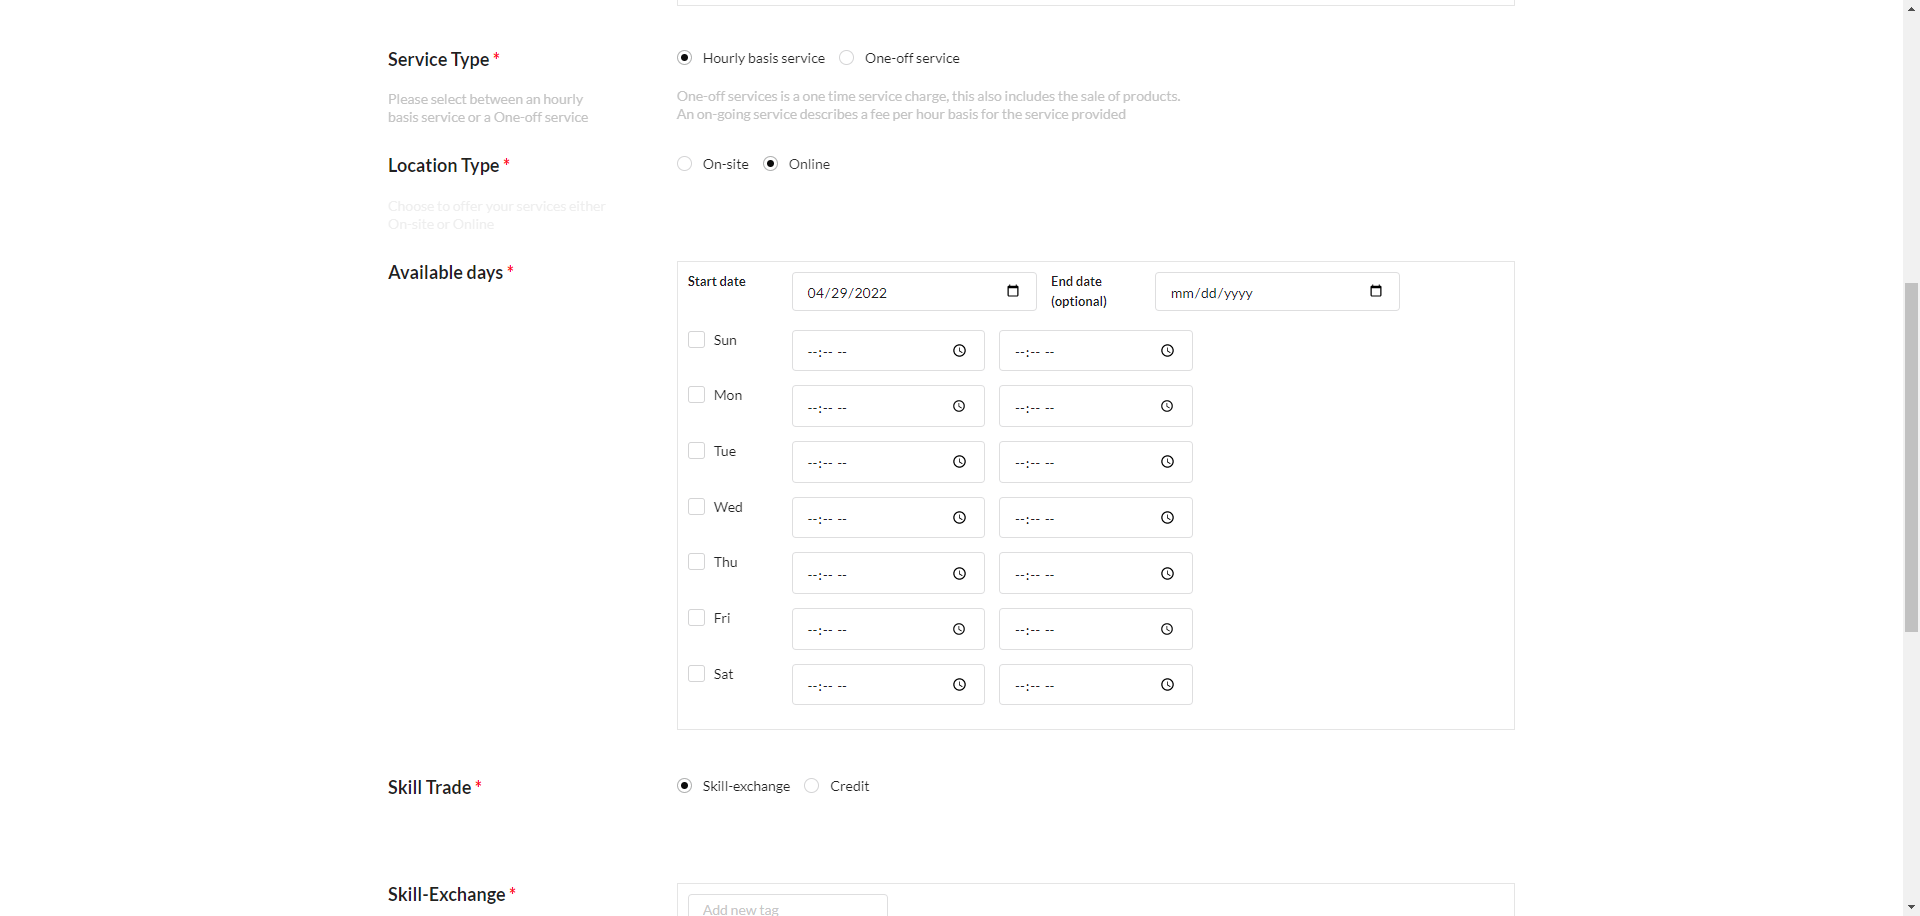 Service Type *
Hourly basis service One-off service
Please select between an hourly
basis service or a One-off service
One-off services is a one time service charge, this also includes the sale of products.
An on-going service describes a fee per hour basis for the service provided
Location Type *
On-site Online
Choose to offer your services either
On-site or Online
Available days *
Start date 04/29/2022 End date
(optional) mm/dd/yyyy
Sun --:-- -- --:-- --
Mon --:-- -- --:-- --
Tue --:-- -- --:-- --
Wed --:-- -- --:-- --
Thu --:-- -- --:-- --
Fri --:-- -- --:-- --
Sat --:-- -- --:-- --
Skill Trade *
Skill-exchange Credit
Skill-Exchange *
Add new tag